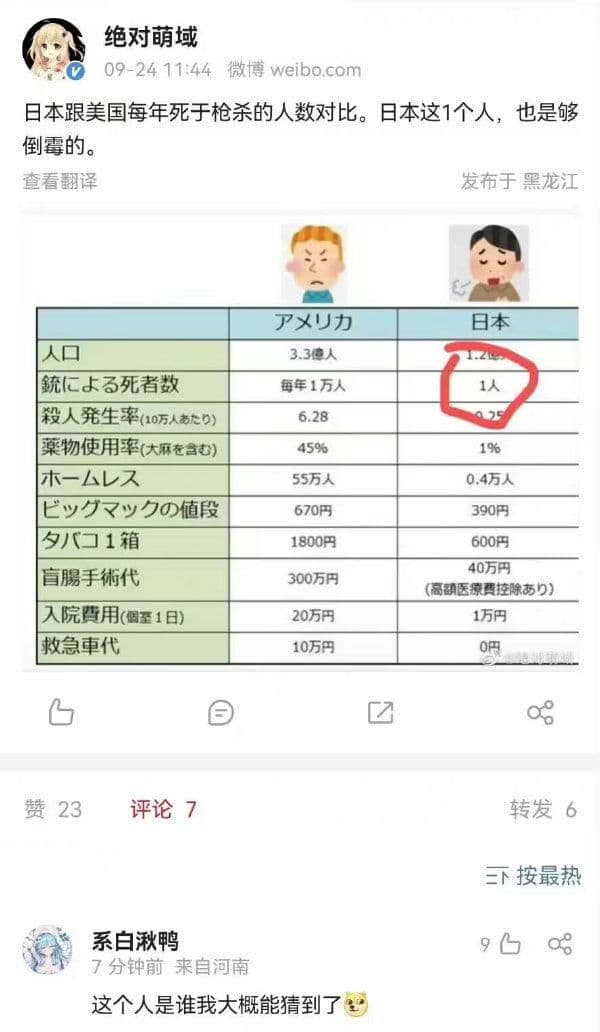 绝对萌域
09-24 11:44 微博 weibo.com
日本跟美国每年死于枪杀的人数对比。日本这1个人，也是够
倒霉的。
查看翻译 发布于 黑龙江
アメリカ 日本
人口 3.3億人 1.2億
銃による死者数 毎年1万人 1人
殺人発生率(10万人あたり) 6.28 0.25
薬物使用率(大麻を含む) 45% 1%
ホームレス 55万人 0.4万人
ビッグマックの値段 670円 390円
タバコ1箱 1800円 600円
盲腸手術代 300万円 40万円
(高額医療費控除あり)
入院費用(個室1日) 20万円 1万円
救急車代 10万円 0円
赞 23 评论 7 转发 6
按最热
系白湫鸭
9
7 分钟前 来自河南
这个人是谁我大概能猜到了